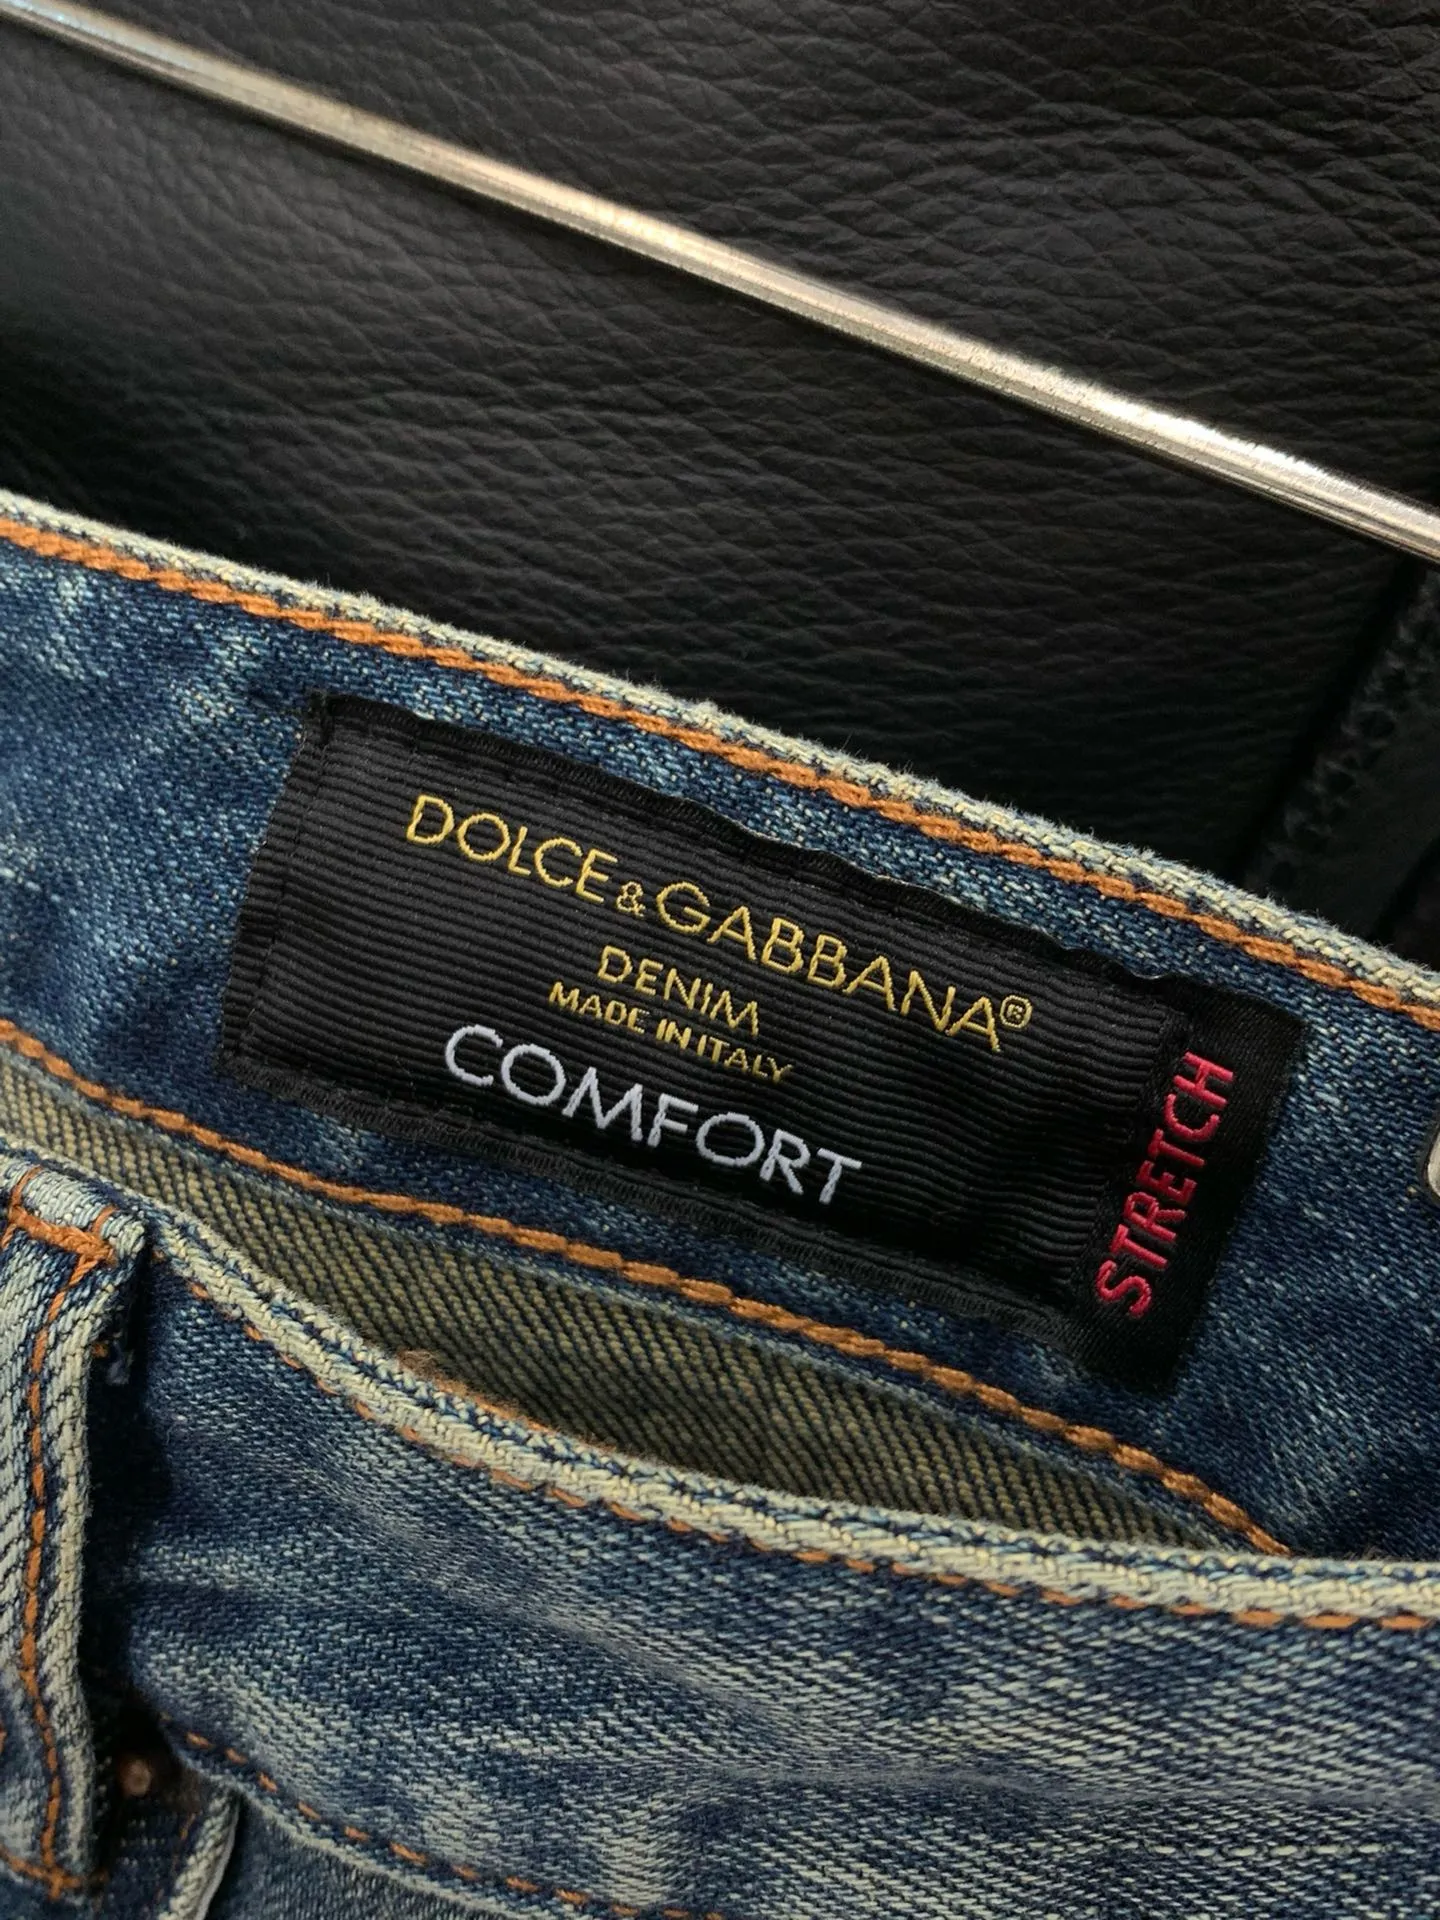 DOLCE & GABBANA®
DENIM
MADE IN ITALY
COMFORT
STRETCH